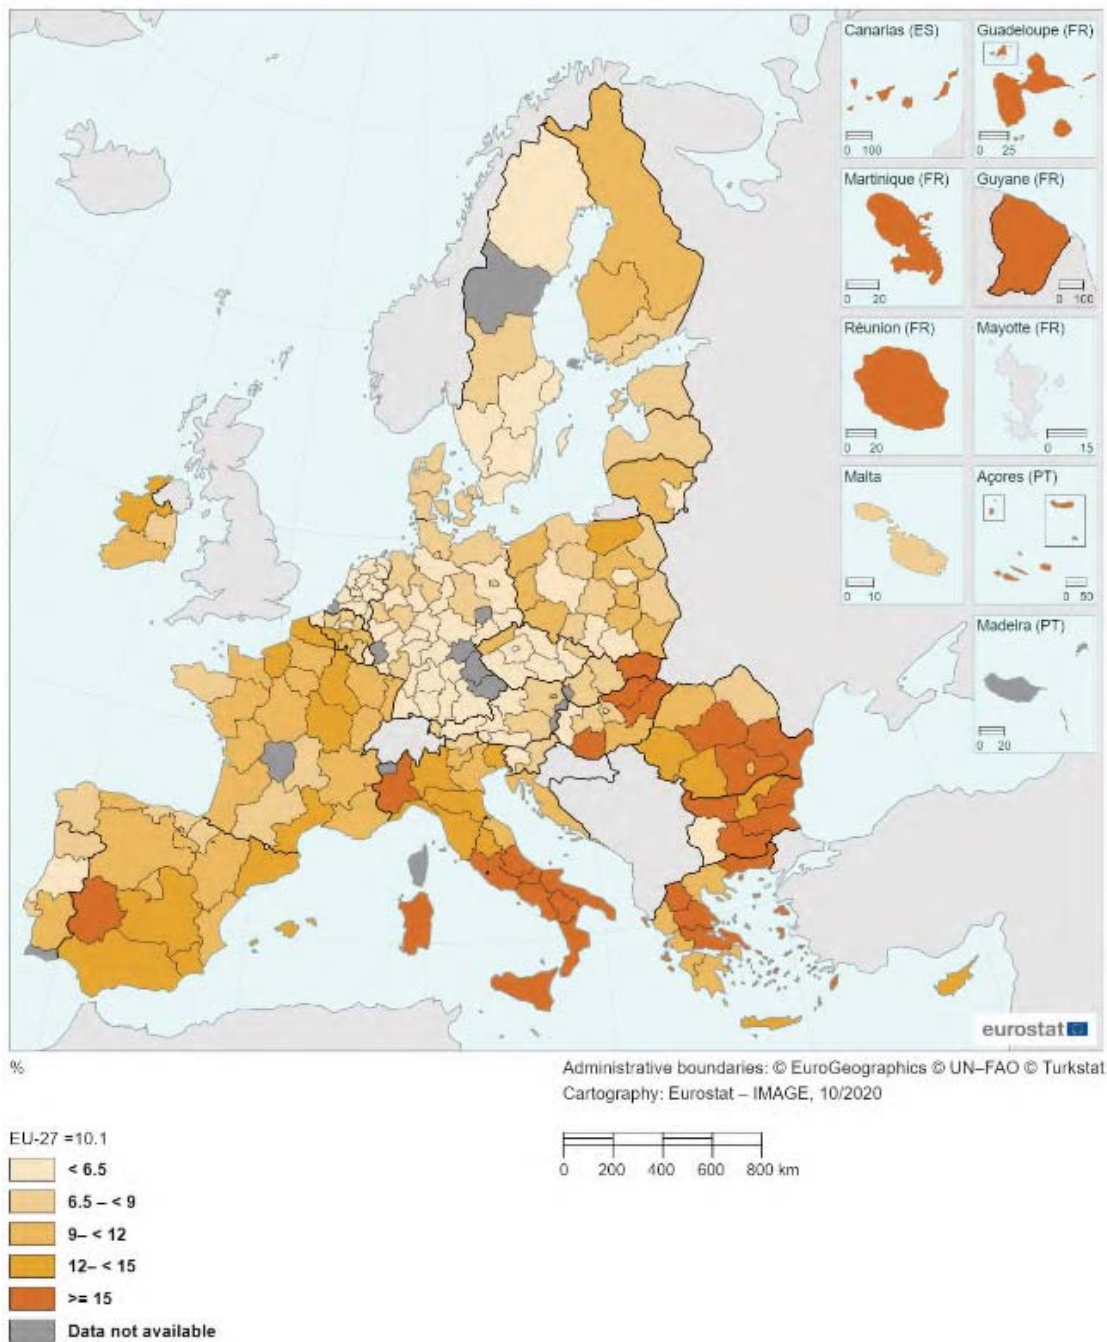 Canarias (ES)
0 100
Guadeloupe (FR)
0 25
Martinique (FR)
0 20
Guyane (FR)
0 100
Réunion (FR)
0 20
Mayotte (FR)
0 15
Malta
0 10
Açores (PT)
0 50
Madeira (PT)
0 20
eurostat
%
Administrative boundaries: © EuroGeographics © UN–FAO © Turkstat
Cartography: Eurostat – IMAGE, 10/2020
0 200 400 600 800 km
EU-27 =10.1
< 6.5
6.5 – < 9
9– < 12
12– < 15
>= 15
Data not available